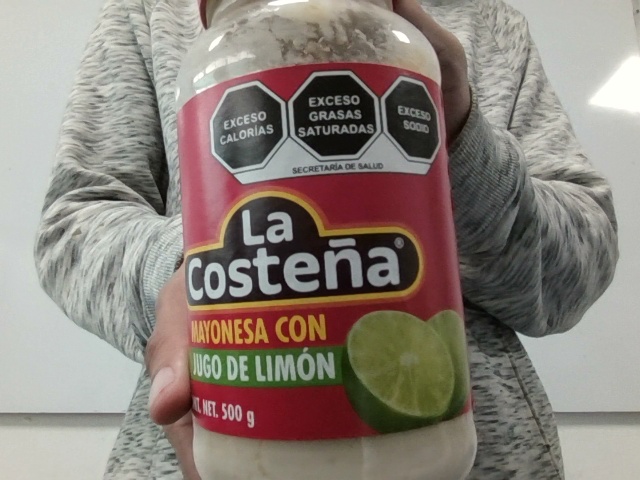 EXCESO
CALORÍAS
EXCESO
GRASAS
SATURADAS
EXCESO
SODIO
SECRETARÍA DE SALUD
La
Costeña®
MAYONESA CON
JUGO DE LIMÓN
NET. 500 g